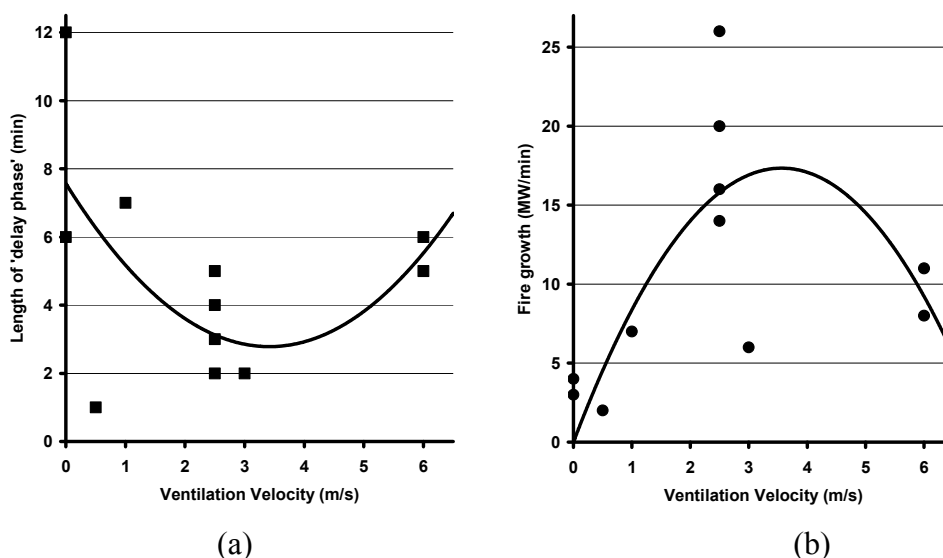 12
10
8
6
4
2
0
Length of 'delay phase' (min)
0 1 2 3 4 5 6
Ventilation Velocity (m/s)
(a)
25
20
15
10
5
0
Fire growth (MW/min)
0 1 2 3 4 5 6
Ventilation Velocity (m/s)
(b)